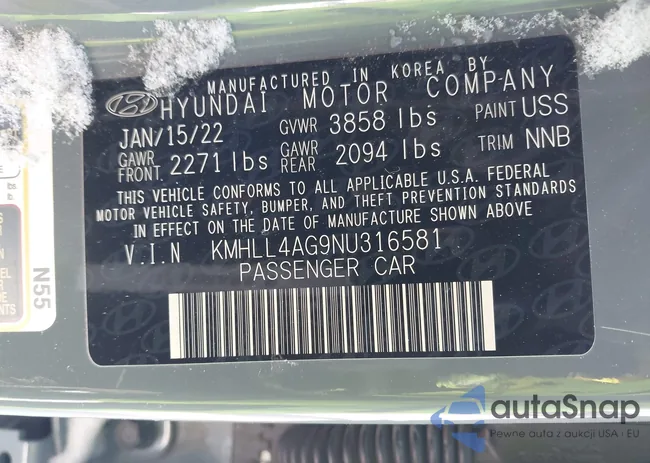 MANUFACTURED IN KOREA BY
HYUNDAI MOTOR COMPANY
JAN/15/22 GVWR 3858 lbs PAINT USS
GAWR FRONT 2271 lbs GAWR REAR 2094 lbs TRIM NNB
THIS VEHICLE CONFORMS TO ALL APPLICABLE U.S.A. FEDERAL
MOTOR VEHICLE SAFETY, BUMPER, AND THEFT PREVENTION STANDARDS
IN EFFECT ON THE DATE OF MANUFACTURE SHOWN ABOVE
V.I.N KMHLL4AG9NU316581
PASSENGER CAR
N55
autoSnap
Pewne auta z aukcji USA i EU